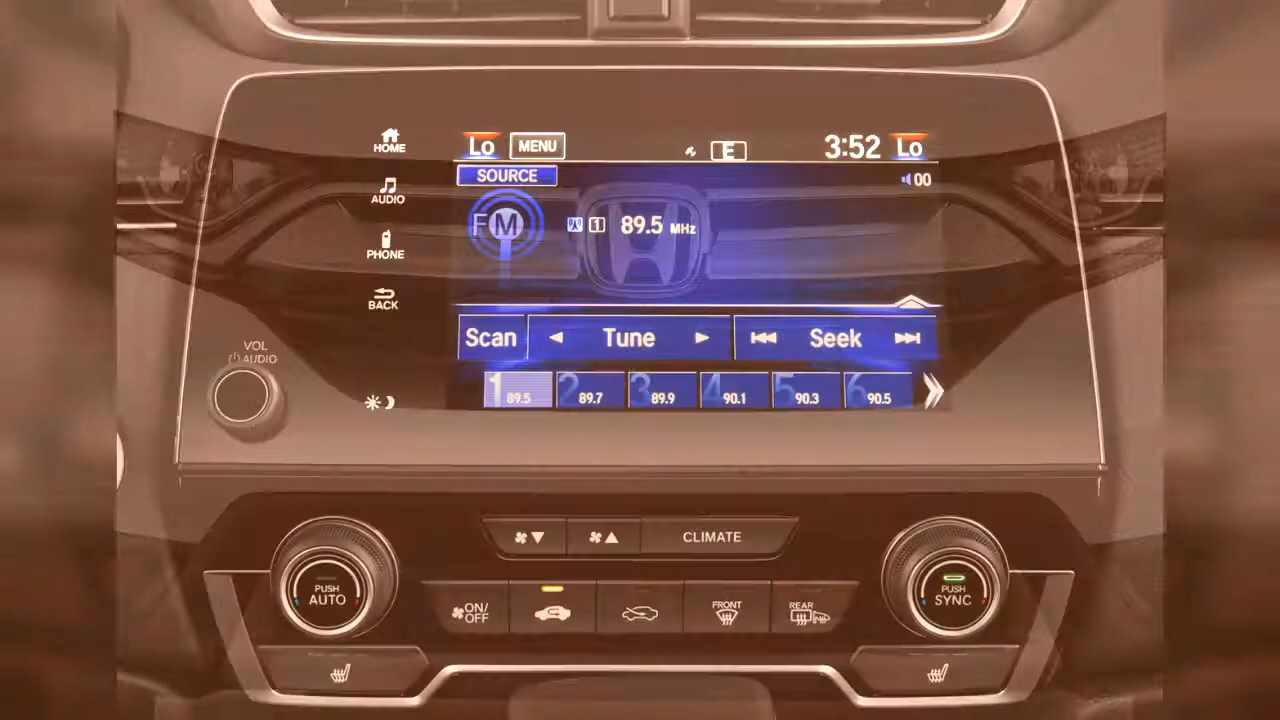 HOME
Lo MENU E 3:52 Lo
SOURCE 00
AUDIO
FM 1 89.5 MHz
PHONE
BACK
Scan Tune Seek
VOL
AUDIO
1 89.5 2 89.7 3 89.9 4 90.1 5 90.3 6 90.5
CLIMATE
PUSH AUTO
ON/OFF
FRONT
REAR
PUSH SYNC